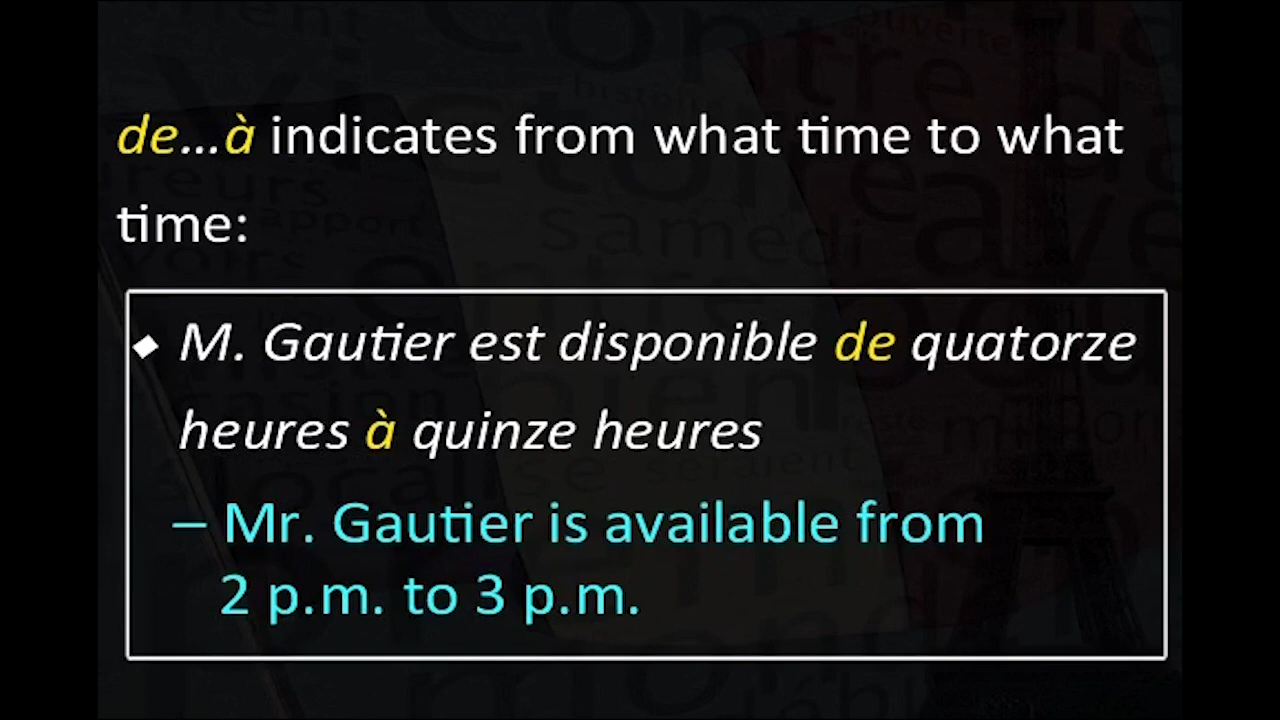 de...à indicates from what time to what
time:
◆ M. Gautier est disponible de quatorze
heures à quinze heures
– Mr. Gautier is available from
2 p.m. to 3 p.m.